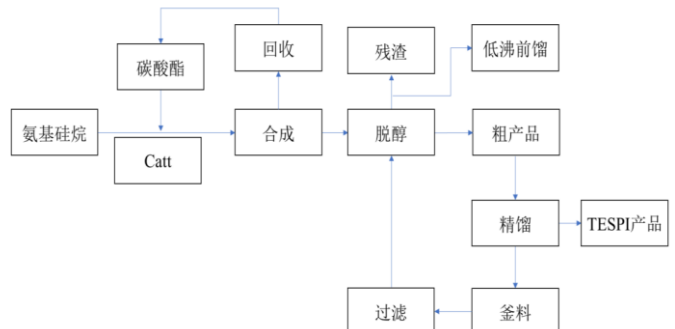 回收
残渣
低沸前馏
碳酸酯
氨基硅烷
合成
脱醇
粗产品
Catt
精馏
TESPI产品
过滤
釜料